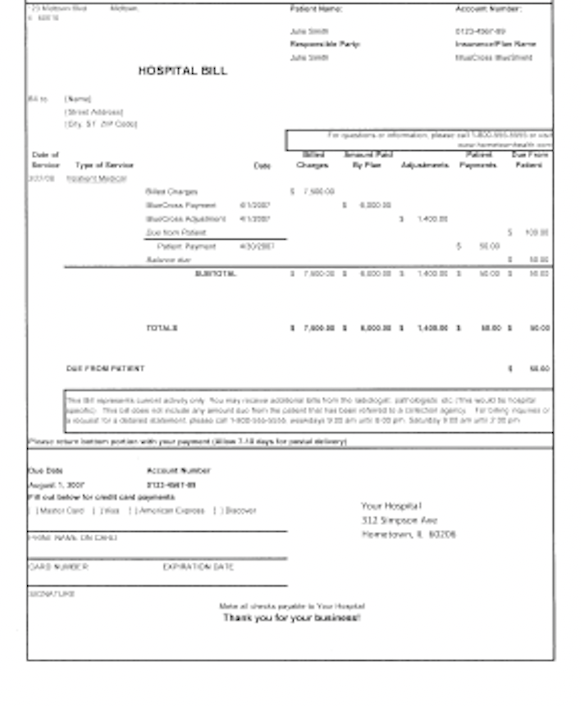 Patient Name: Account Number:
Julie Smith 0123-4567-89
Responsible Party: Insurance/Plan Name
Julie Smith BlueCross BlueShield
HOSPITAL BILL
Bill to: [Name]
[Street Address]
[City, ST ZIP Code]
For questions or information, please call 1-800-555-5555 or visit
www.hometownhealth.com
Date of Billed Amount Paid Patient Due From
Service Type of Service Date Charges By Plan Adjustments Payments Patient
Inpatient Medical
Billed Charges $ 7,500.00
BlueCross Payment 4/1/2007 $ 6,000.00
BlueCross Adjustment 4/1/2007 $ 1,400.00
Due from Patient $ 100.00
Patient Payment 4/30/2007 $ 50.00
Balance due $ 50.00
SUBTOTAL $ 7,500.00 $ 6,000.00 $ 1,400.00 $ 50.00 $ 50.00
TOTALS $ 7,500.00 $ 6,000.00 $ 1,400.00 $ 50.00 $ 50.00
DUE FROM PATIENT $ 50.00
This Bill represents current activity only. You may receive additional bills from the radiologist, pathologists, etc (this would be hospital
specific). This bill does not include any amount due from the patient that has been referred to a collection agency. For billing inquiries or
a request for a detailed statement, please call 1-800-555-5555, weekdays 9:00 am until 8:00 pm, Saturday 9:00 am until 2:00 pm
Please return bottom portion with your payment (Allow 7-10 days for postal delivery)
Due Date Account Number
August 1, 2007 0123-4567-89
Fill out below for credit card payments
[ ] Master Card [ ] Visa [ ] American Express [ ] Discover
Your Hospital
312 Simpson Ave
Hometown, IL 60206
PRINT NAME ON CARD
CARD NUMBER EXPIRATION DATE
SIGNATURE
Make all checks payable to Your Hospital
Thank you for your business!